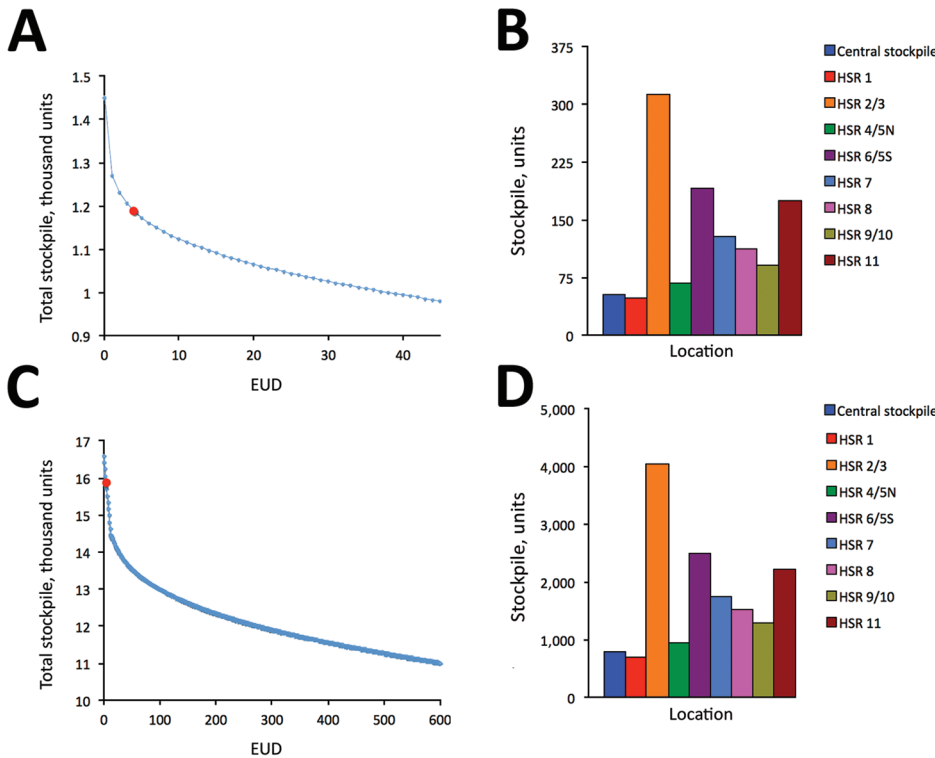 A
Total stockpile, thousand units
1.5
1.4
1.3
1.2
1.1
1
0.9
0 10 20 30 40
EUD
B
Stockpile, units
375
300
225
150
75
0
Location
Central stockpile
HSR 1
HSR 2/3
HSR 4/5N
HSR 6/5S
HSR 7
HSR 8
HSR 9/10
HSR 11
C
Total stockpile, thousand units
17
16
15
14
13
12
11
10
0 100 200 300 400 500 600
EUD
D
Stockpile, units
5,000
4,000
3,000
2,000
1,000
0
Location
Central stockpile
HSR 1
HSR 2/3
HSR 4/5N
HSR 6/5S
HSR 7
HSR 8
HSR 9/10
HSR 11